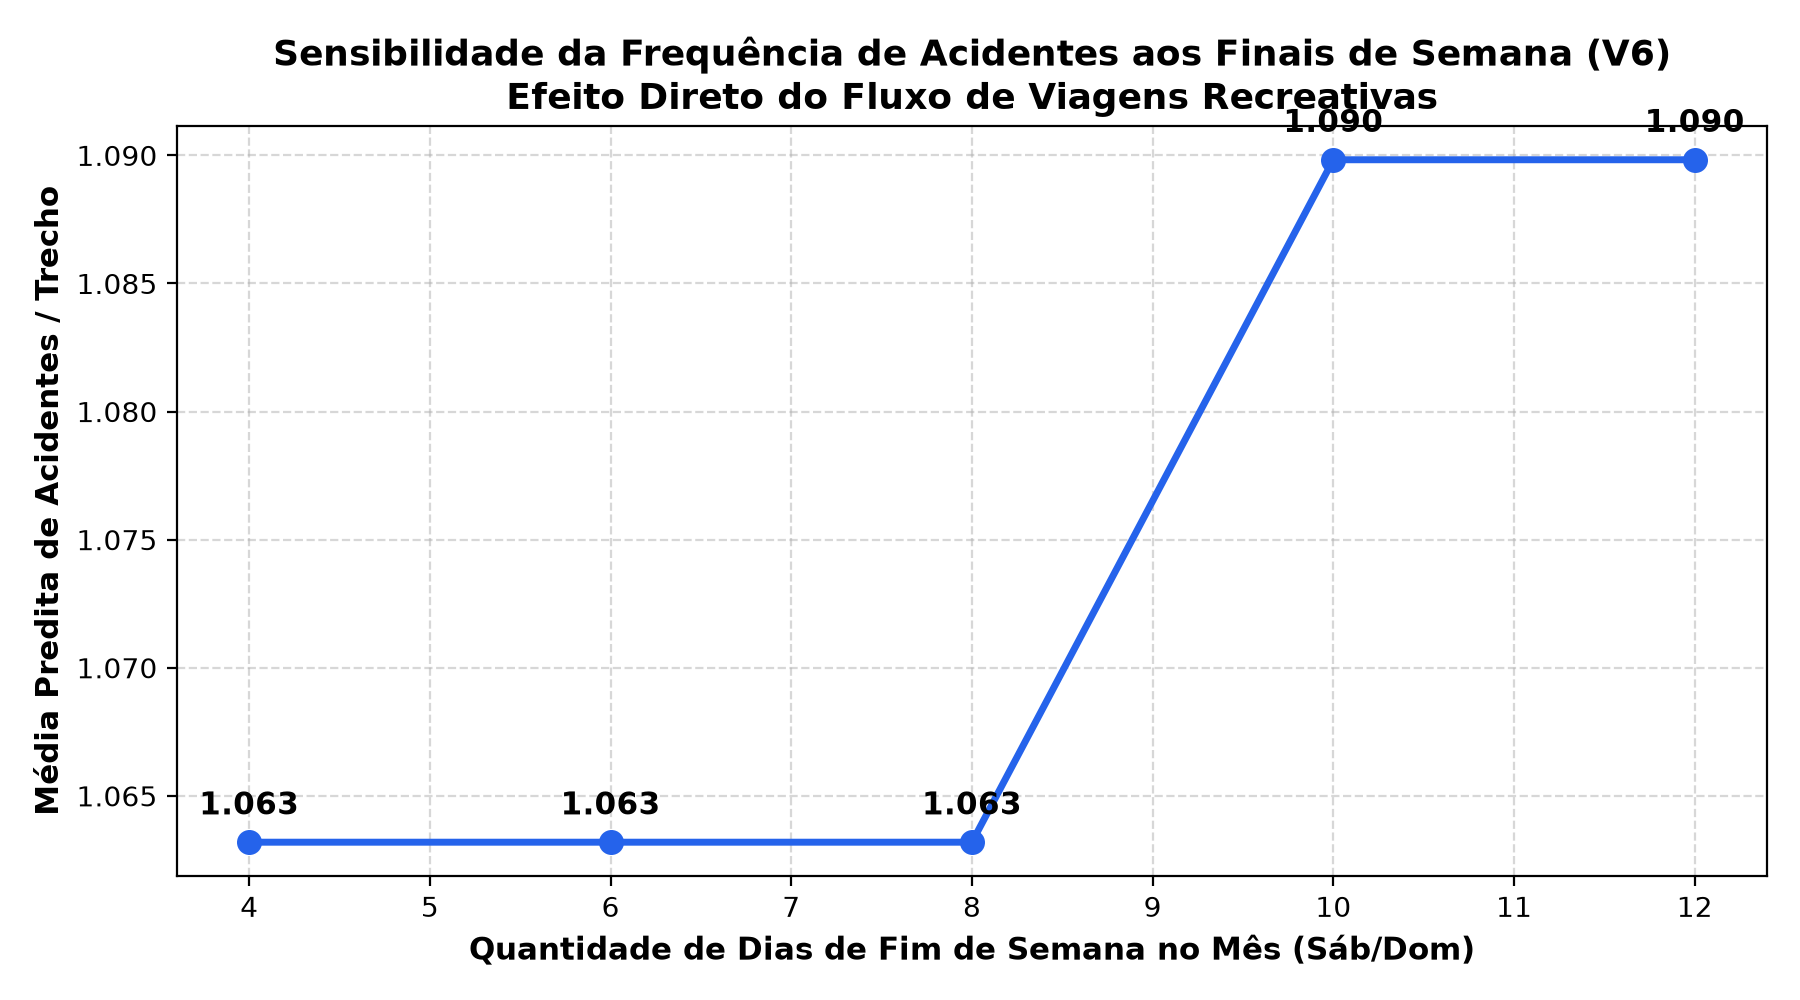 Sensibilidade da Frequência de Acidentes aos Finais de Semana (V6)
Efeito Direto do Fluxo de Viagens Recreativas
1.090 1.090
1.090
1.085
1.080
1.075
1.070
1.065
1.063 1.063 1.063
Média Predita de Acidentes / Trecho
4 5 6 7 8 9 10 11 12
Quantidade de Dias de Fim de Semana no Mês (Sáb/Dom)